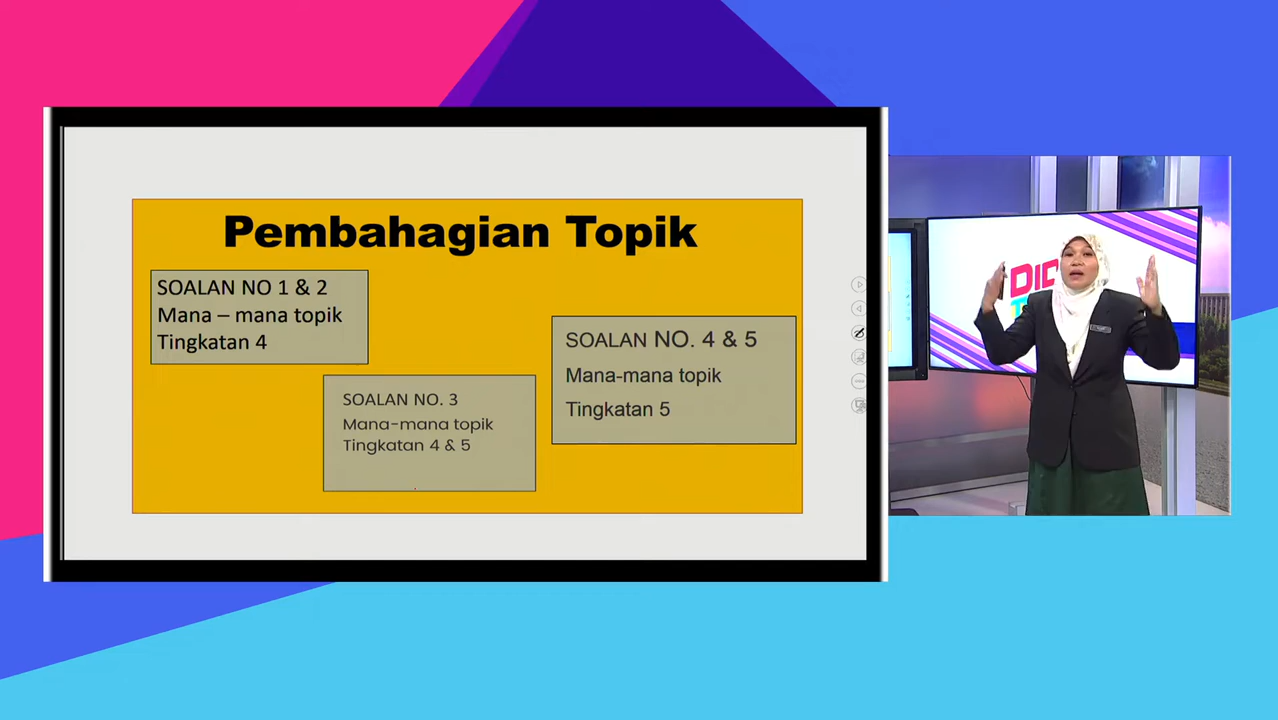 Pembahagian Topik
SOALAN NO 1 & 2
Mana – mana topik
Tingkatan 4
SOALAN NO. 3
Mana-mana topik
Tingkatan 4 & 5
SOALAN NO. 4 & 5
Mana-mana topik
Tingkatan 5